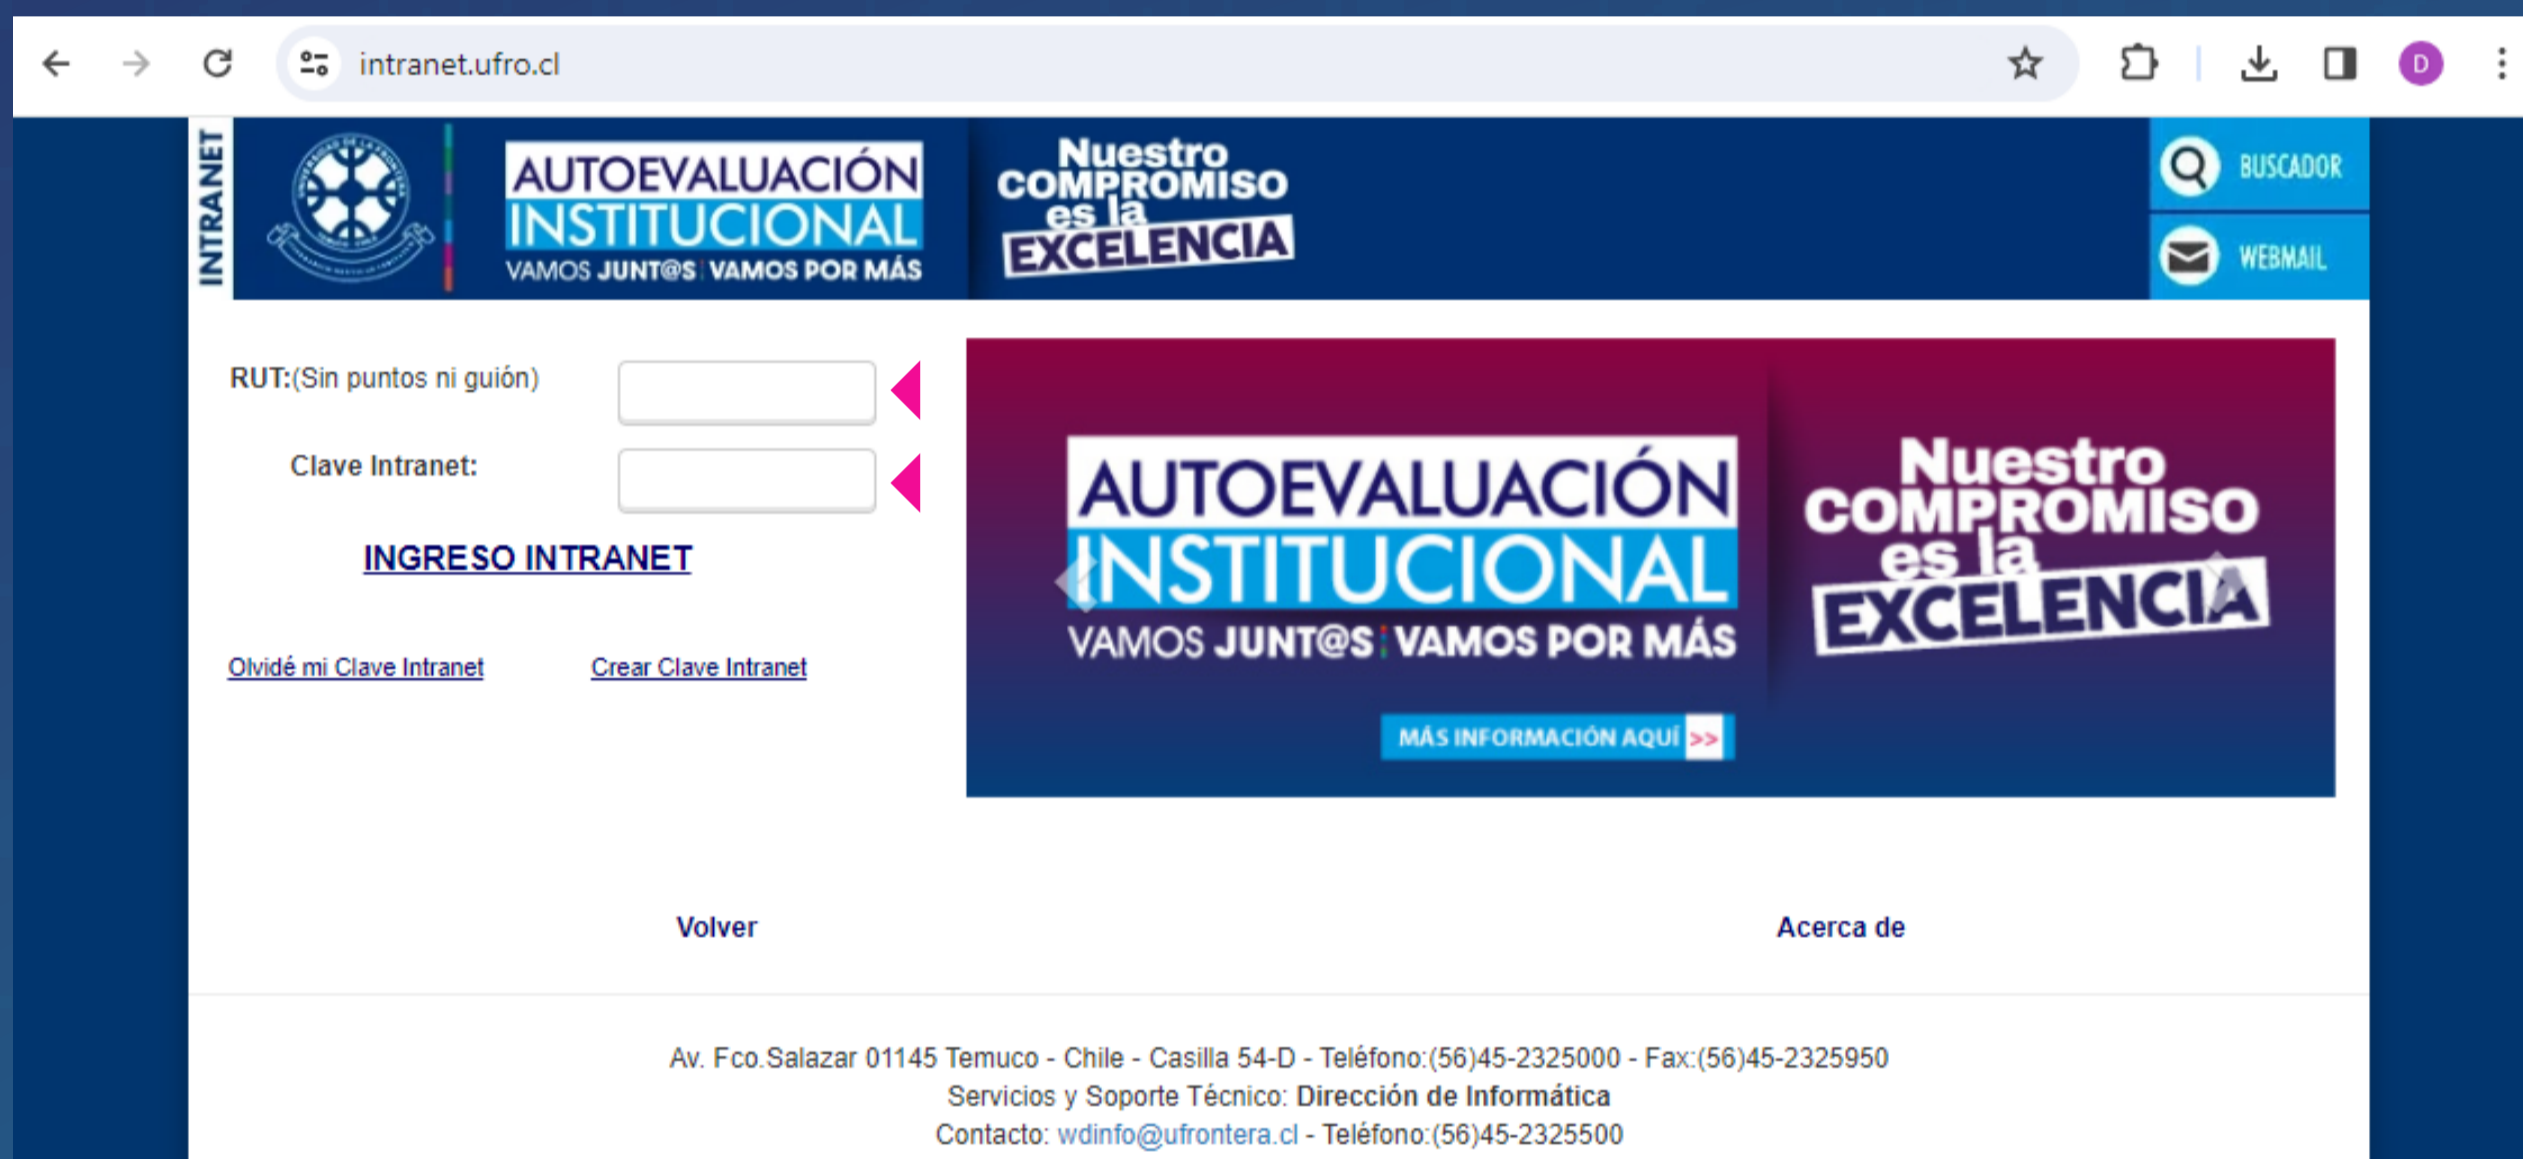 intranet.ufro.cl
D
INTRANET
AUTOEVALUACIÓN
INSTITUCIONAL
VAMOS JUNT@S VAMOS POR MÁS
Nuestro
COMPROMISO
es la
EXCELENCIA
BUSCADOR
WEBMAIL
RUT:(Sin puntos ni guión)
Clave Intranet:
INGRESO INTRANET
Olvidé mi Clave Intranet
Crear Clave Intranet
AUTOEVALUACIÓN
INSTITUCIONAL
VAMOS JUNT@S VAMOS POR MÁS
Nuestro
COMPROMISO
es la
EXCELENCIA
MÁS INFORMACIÓN AQUÍ >>
Volver
Acerca de
Av. Fco.Salazar 01145 Temuco - Chile - Casilla 54-D - Teléfono:(56)45-2325000 - Fax:(56)45-2325950
Servicios y Soporte Técnico: Dirección de Informática
Contacto: wdinfo@ufrontera.cl - Teléfono:(56)45-2325500